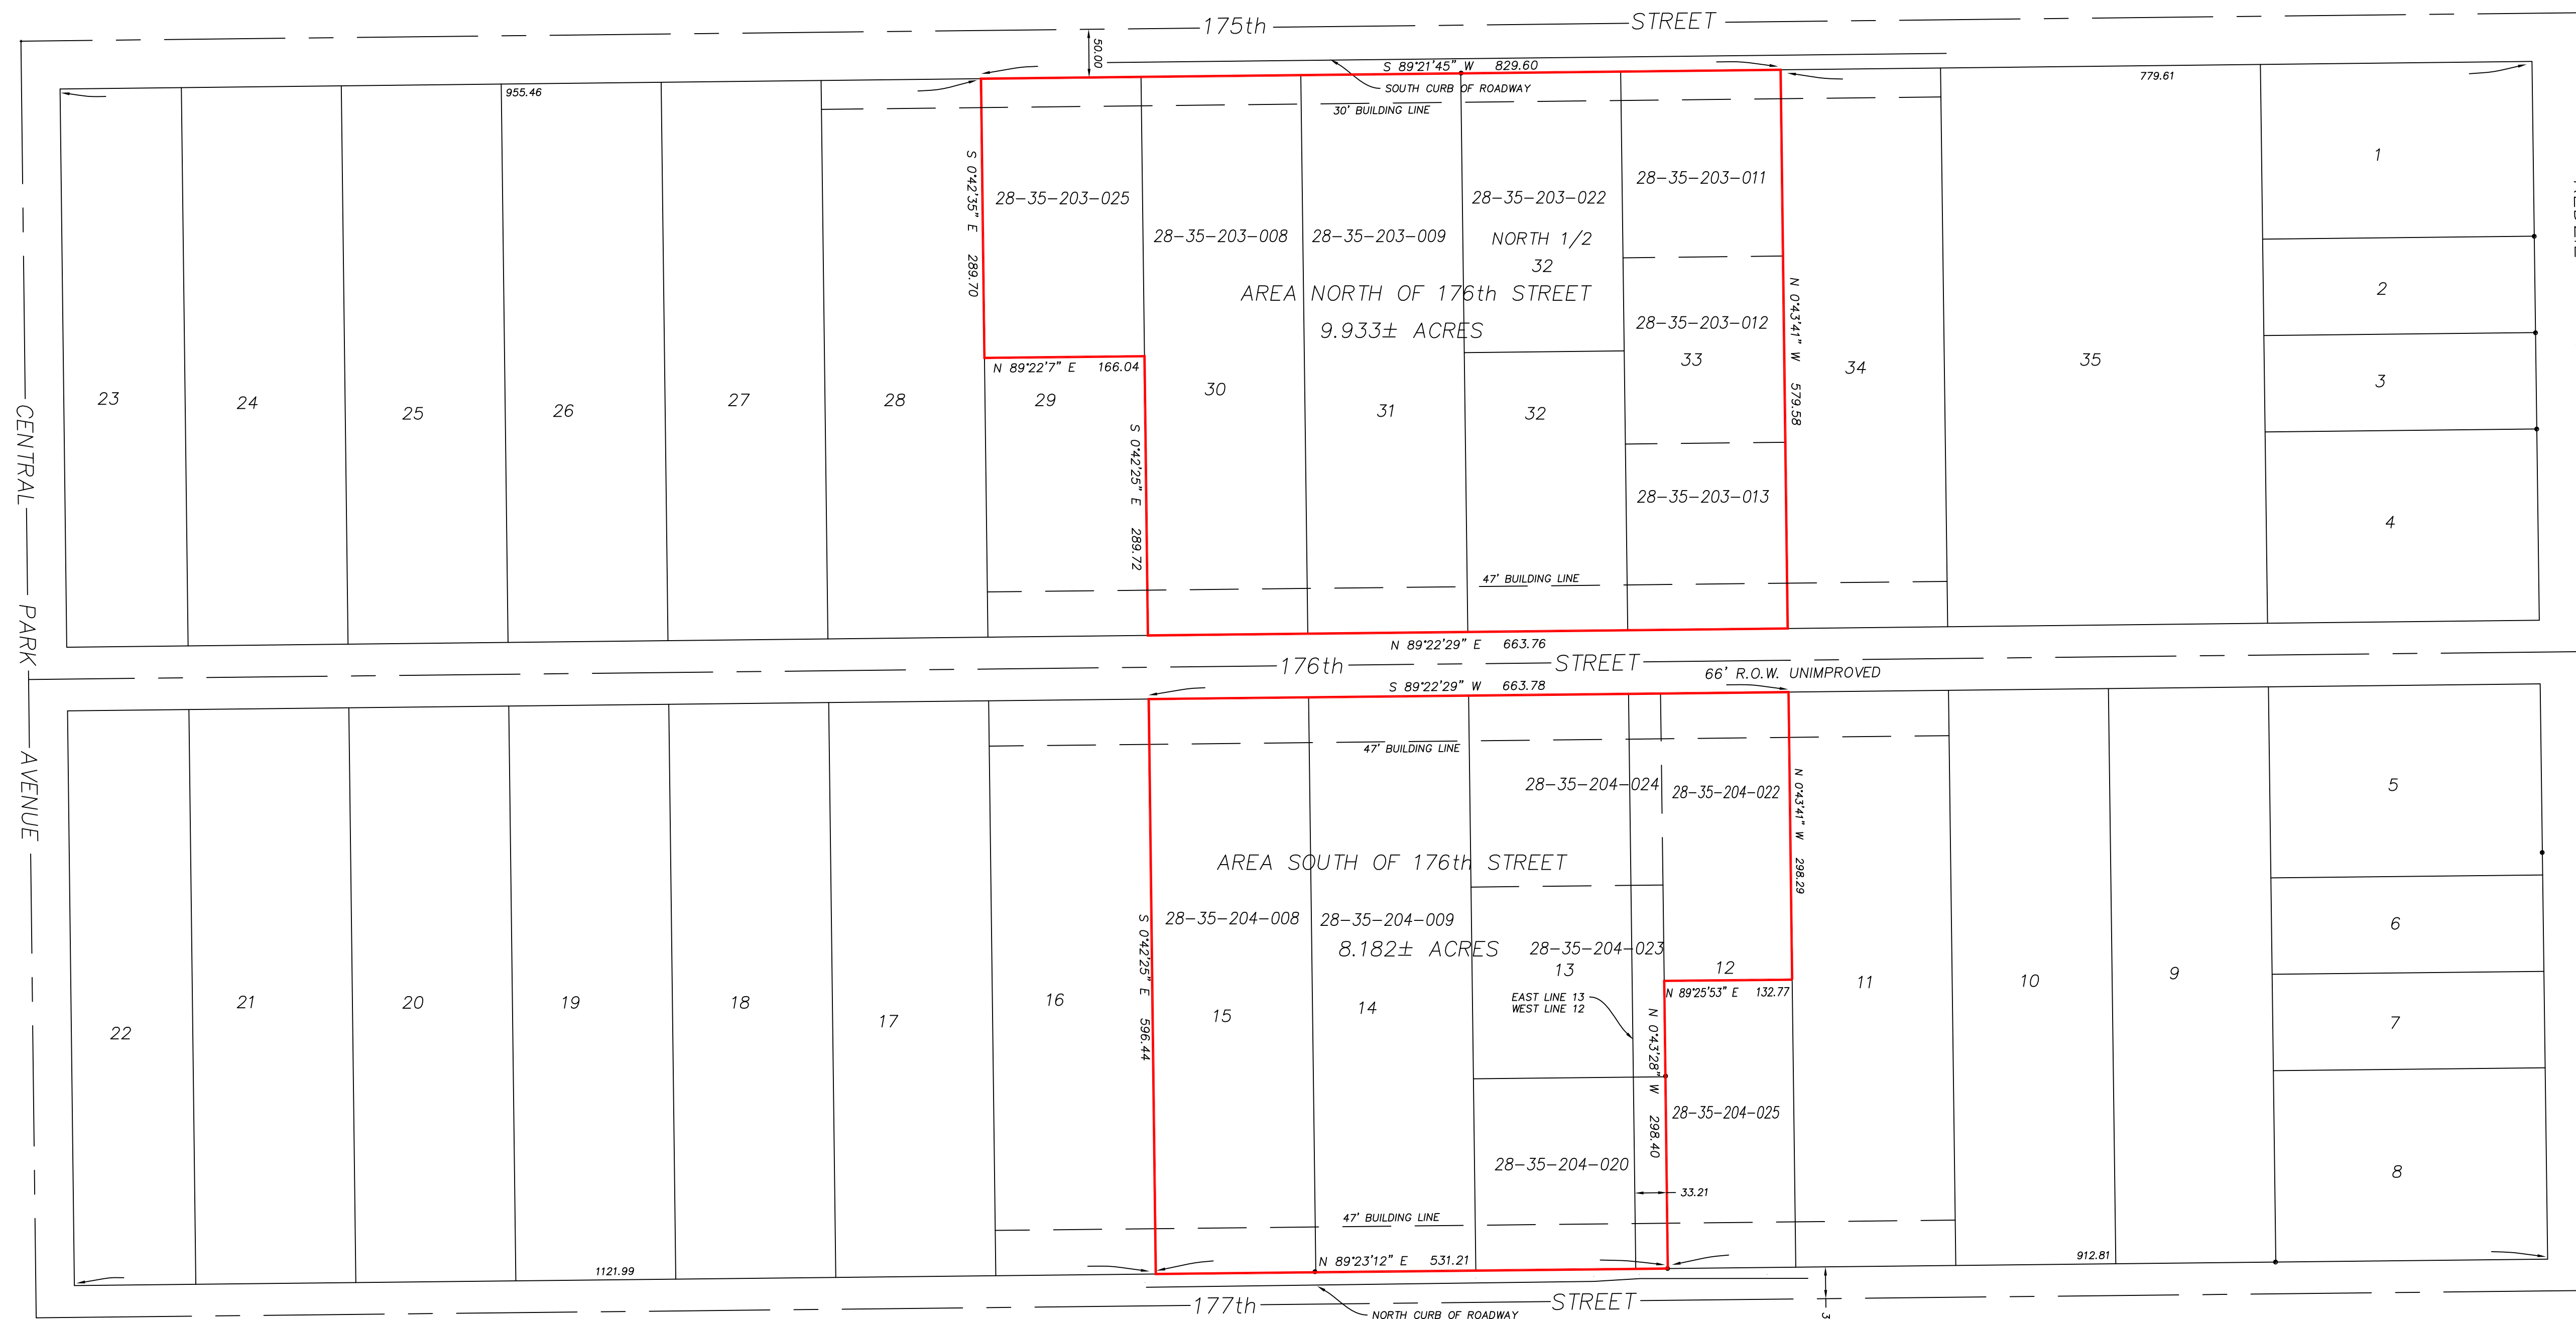 175th STREET
50.00
S 89°21'45" W 829.60
779.61
955.46
SOUTH CURB OF ROADWAY
30' BUILDING LINE
1
S 0°42'35" E 289.70
28-35-203-025
28-35-203-008
28-35-203-009
28-35-203-022
28-35-203-011
NORTH 1/2
32
AREA NORTH OF 176th STREET
9.933± ACRES
28-35-203-012
N 0°43'41" W 579.58
2
N 89°22'7" E 166.04
33
34
35
3
23
24
25
26
27
28
29
30
31
32
S 0°42'25" E 289.72
28-35-203-013
4
CENTRAL PARK AVENUE
47' BUILDING LINE
N 89°22'29" E 663.76
176th STREET
66' R.O.W. UNIMPROVED
S 89°22'29" W 663.78
47' BUILDING LINE
28-35-204-024
28-35-204-022
N 0°43'41" W 298.29
5
AREA SOUTH OF 176th STREET
28-35-204-008
28-35-204-009
8.182± ACRES
28-35-204-023
6
13
12
S 0°42'25" E 596.44
EAST LINE 13
WEST LINE 12
N 89°25'53" E 132.77
22
21
20
19
18
17
16
15
14
11
10
9
7
N 0°43'28" W 298.40
28-35-204-025
28-35-204-020
8
33.21
47' BUILDING LINE
N 89°23'12" E 531.21
1121.99
912.81
177th STREET
NORTH CURB OF ROADWAY
3